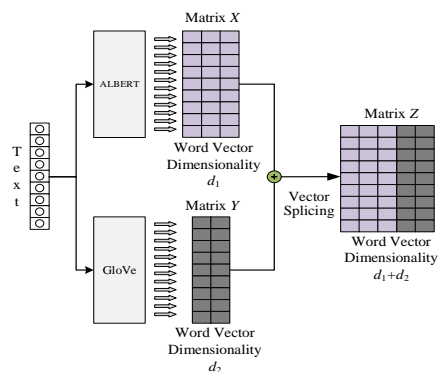 Text
ALBERT
Matrix X
Word Vector
Dimensionality
d1
GloVe
Matrix Y
Word Vector
Dimensionality
d2
+
Vector
Splicing
Matrix Z
Word Vector
Dimensionality
d1+d2